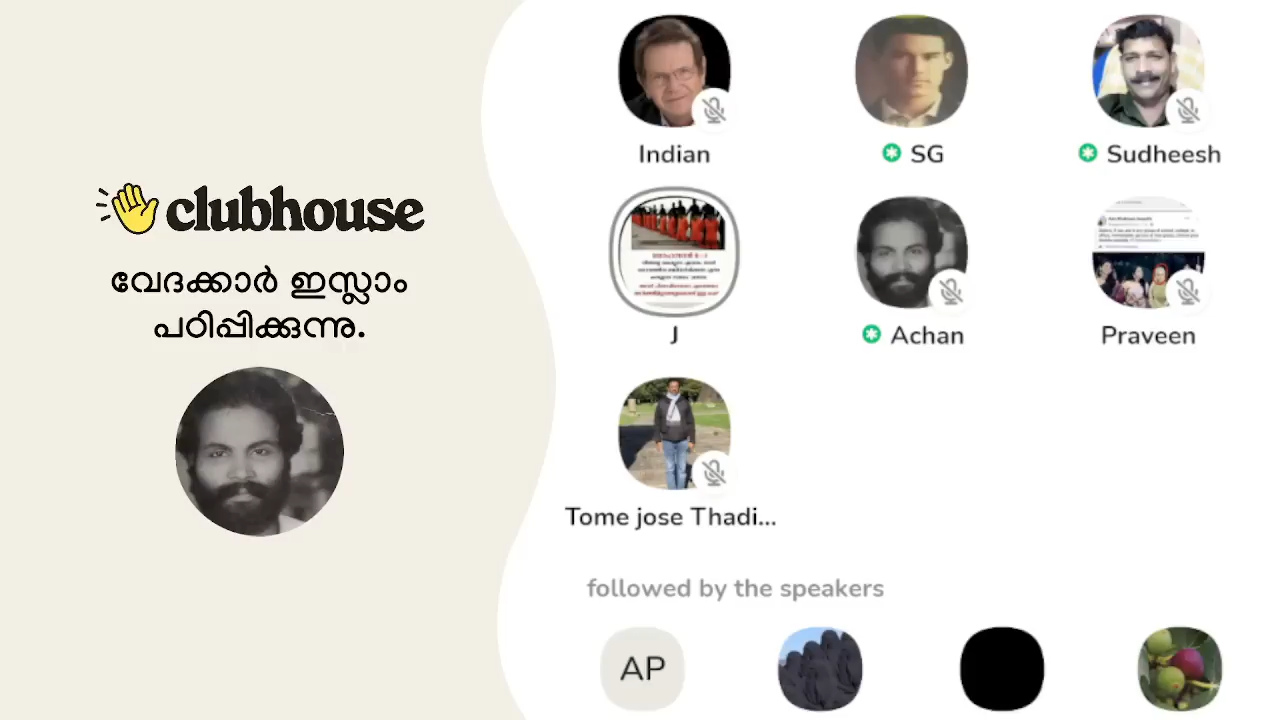 clubhouse
വേദക്കാർ ഇസ്ലാം
പഠിപ്പിക്കുന്നു.
Indian
SG
Sudheesh
J
Achan
Praveen
Tome jose Thadi...
followed by the speakers
AP